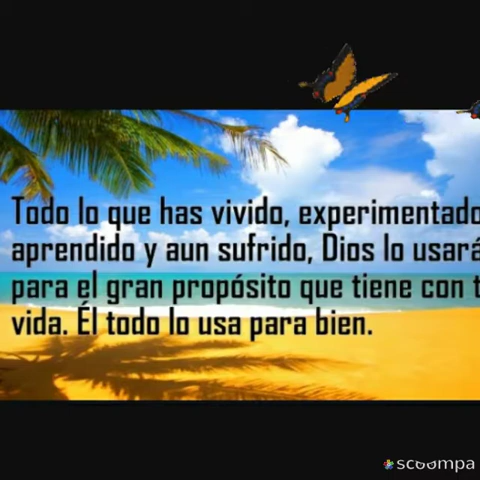 Todo lo que has vivido, experimentado
aprendido y aun sufrido, Dios lo usará
para el gran propósito que tiene con t
vida. Él todo lo usa para bien.
scoompa